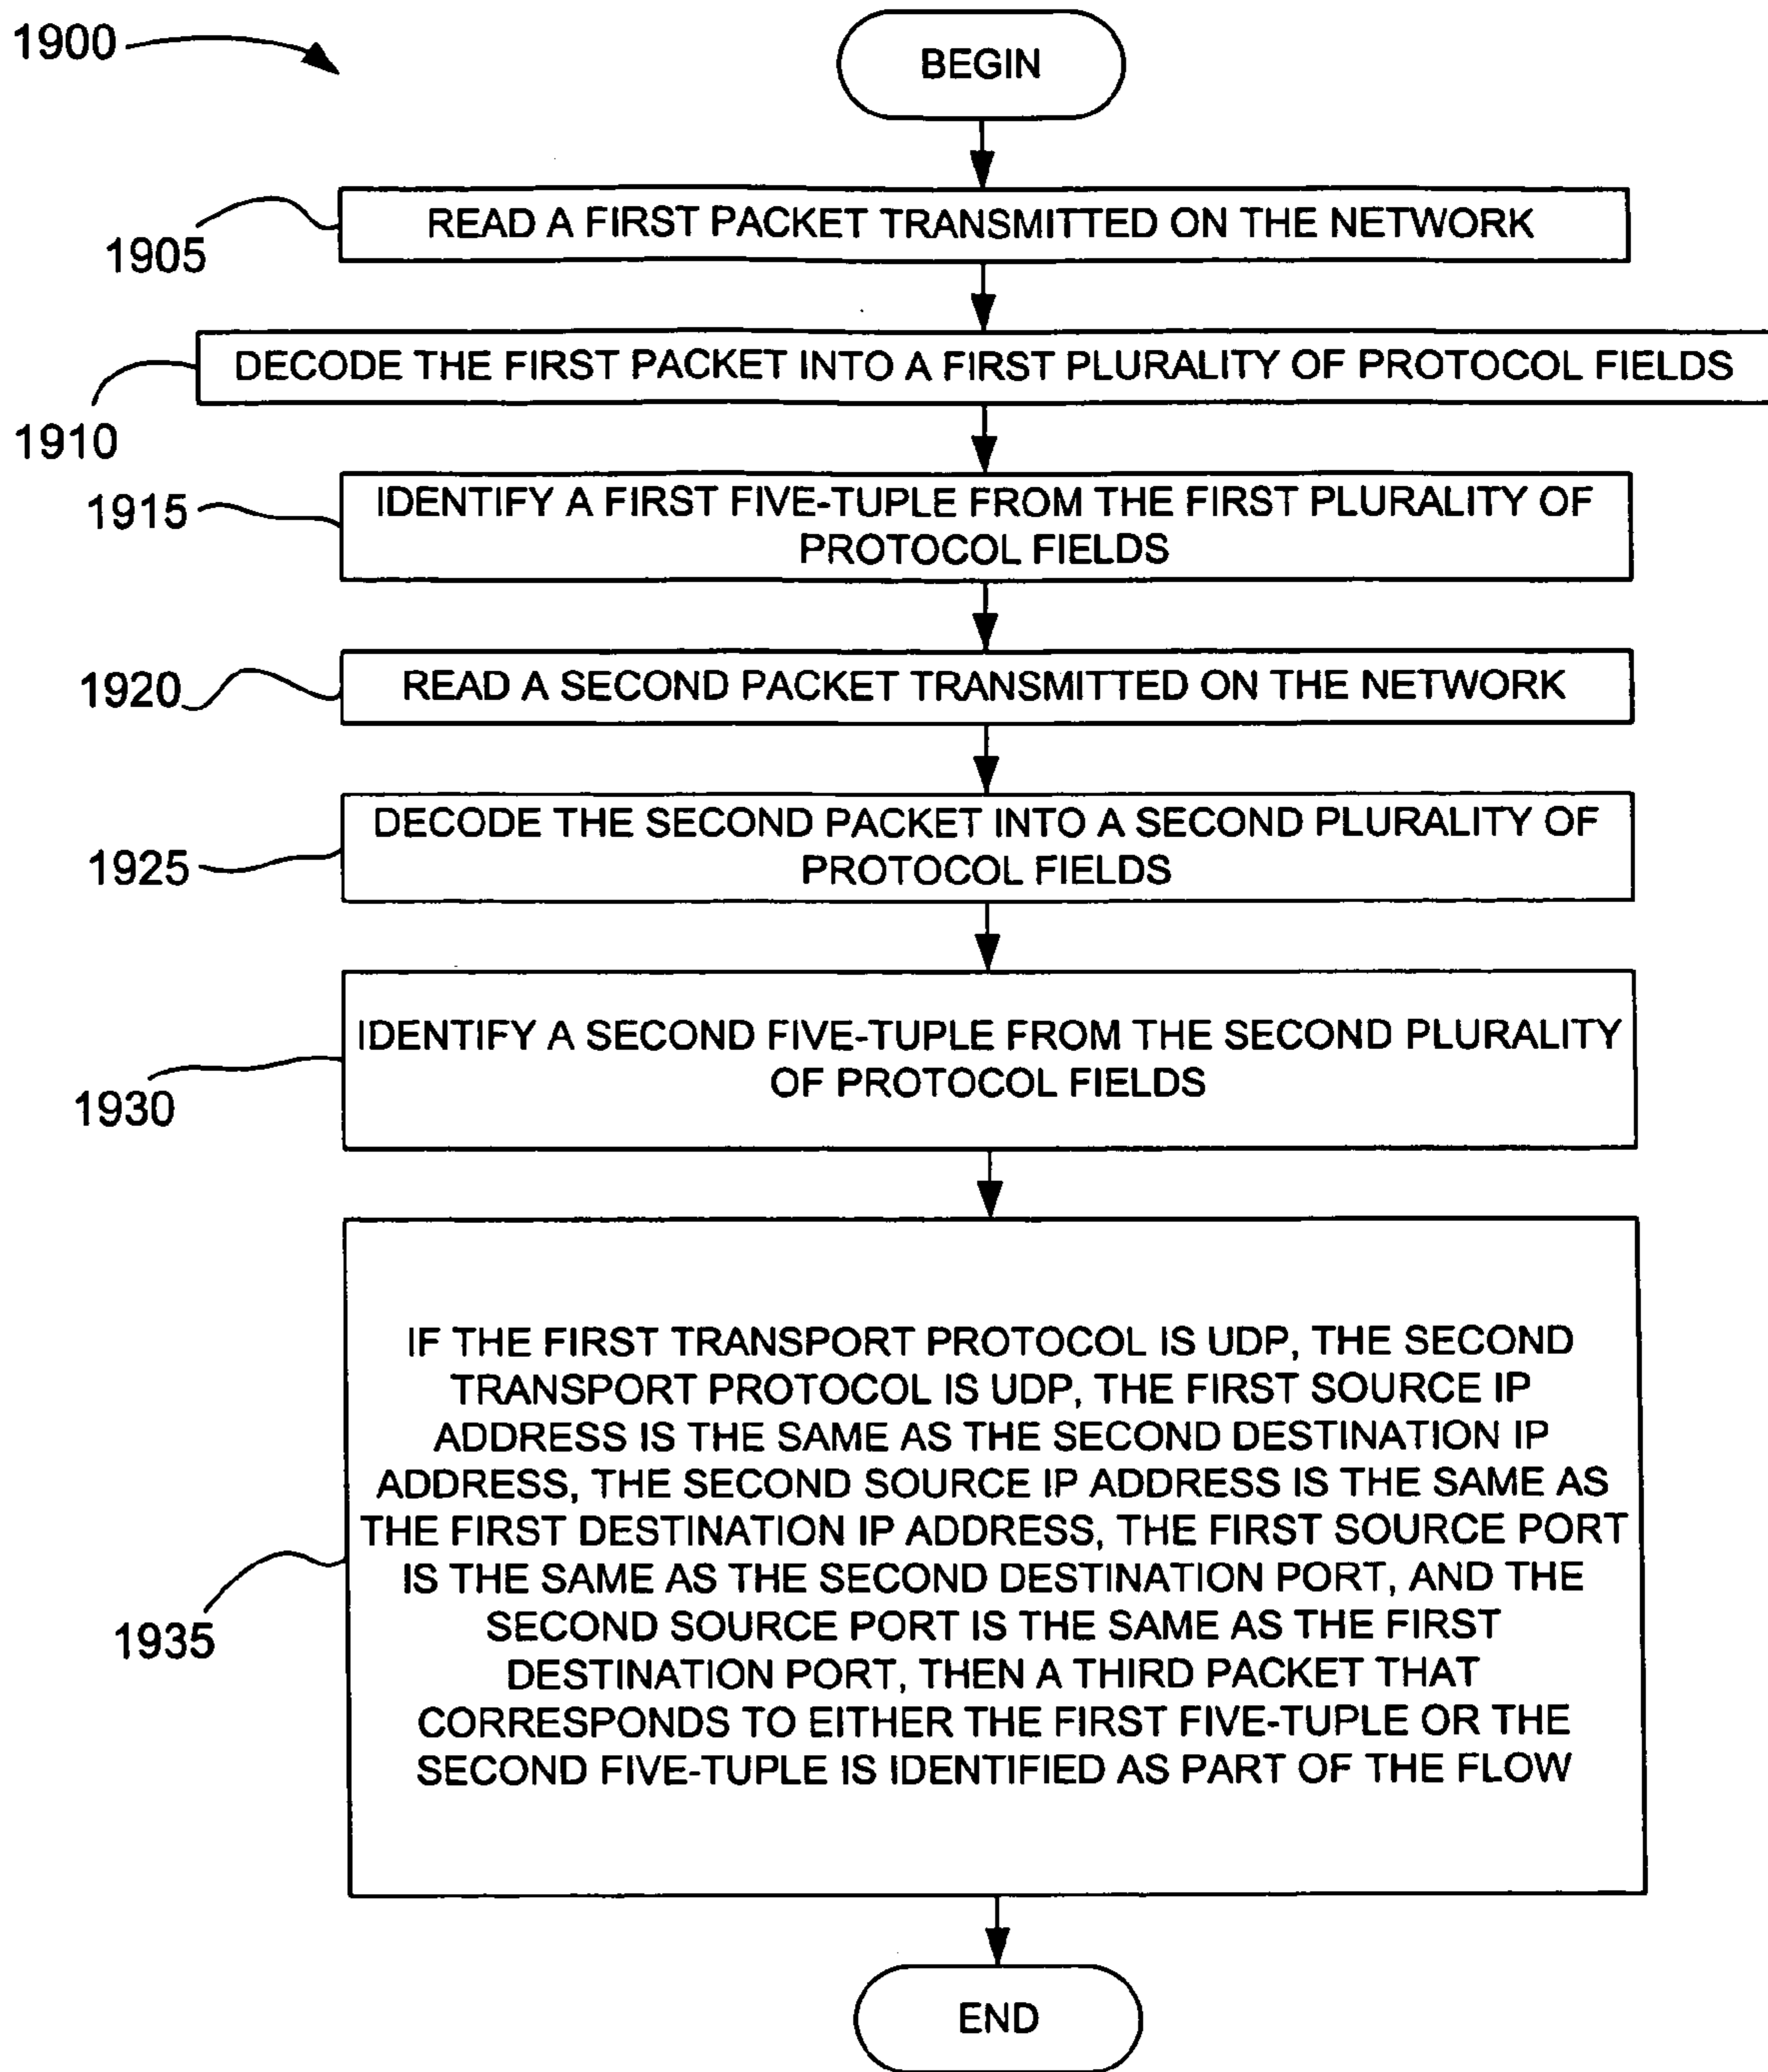 1900
BEGIN
READ A FIRST PACKET TRANSMITTED ON THE NETWORK
1905
DECODE THE FIRST PACKET INTO A FIRST PLURALITY OF PROTOCOL FIELDS
1910
IDENTIFY A FIRST FIVE-TUPLE FROM THE FIRST PLURALITY OF
PROTOCOL FIELDS
1915
READ A SECOND PACKET TRANSMITTED ON THE NETWORK
1920
DECODE THE SECOND PACKET INTO A SECOND PLURALITY OF
PROTOCOL FIELDS
1925
IDENTIFY A SECOND FIVE-TUPLE FROM THE SECOND PLURALITY
OF PROTOCOL FIELDS
1930
IF THE FIRST TRANSPORT PROTOCOL IS UDP, THE SECOND
TRANSPORT PROTOCOL IS UDP, THE FIRST SOURCE IP
ADDRESS IS THE SAME AS THE SECOND DESTINATION IP
ADDRESS, THE SECOND SOURCE IP ADDRESS IS THE SAME AS
THE FIRST DESTINATION IP ADDRESS, THE FIRST SOURCE PORT
IS THE SAME AS THE SECOND DESTINATION PORT, AND THE
SECOND SOURCE PORT IS THE SAME AS THE FIRST
DESTINATION PORT, THEN A THIRD PACKET THAT
CORRESPONDS TO EITHER THE FIRST FIVE-TUPLE OR THE
SECOND FIVE-TUPLE IS IDENTIFIED AS PART OF THE FLOW
1935
END